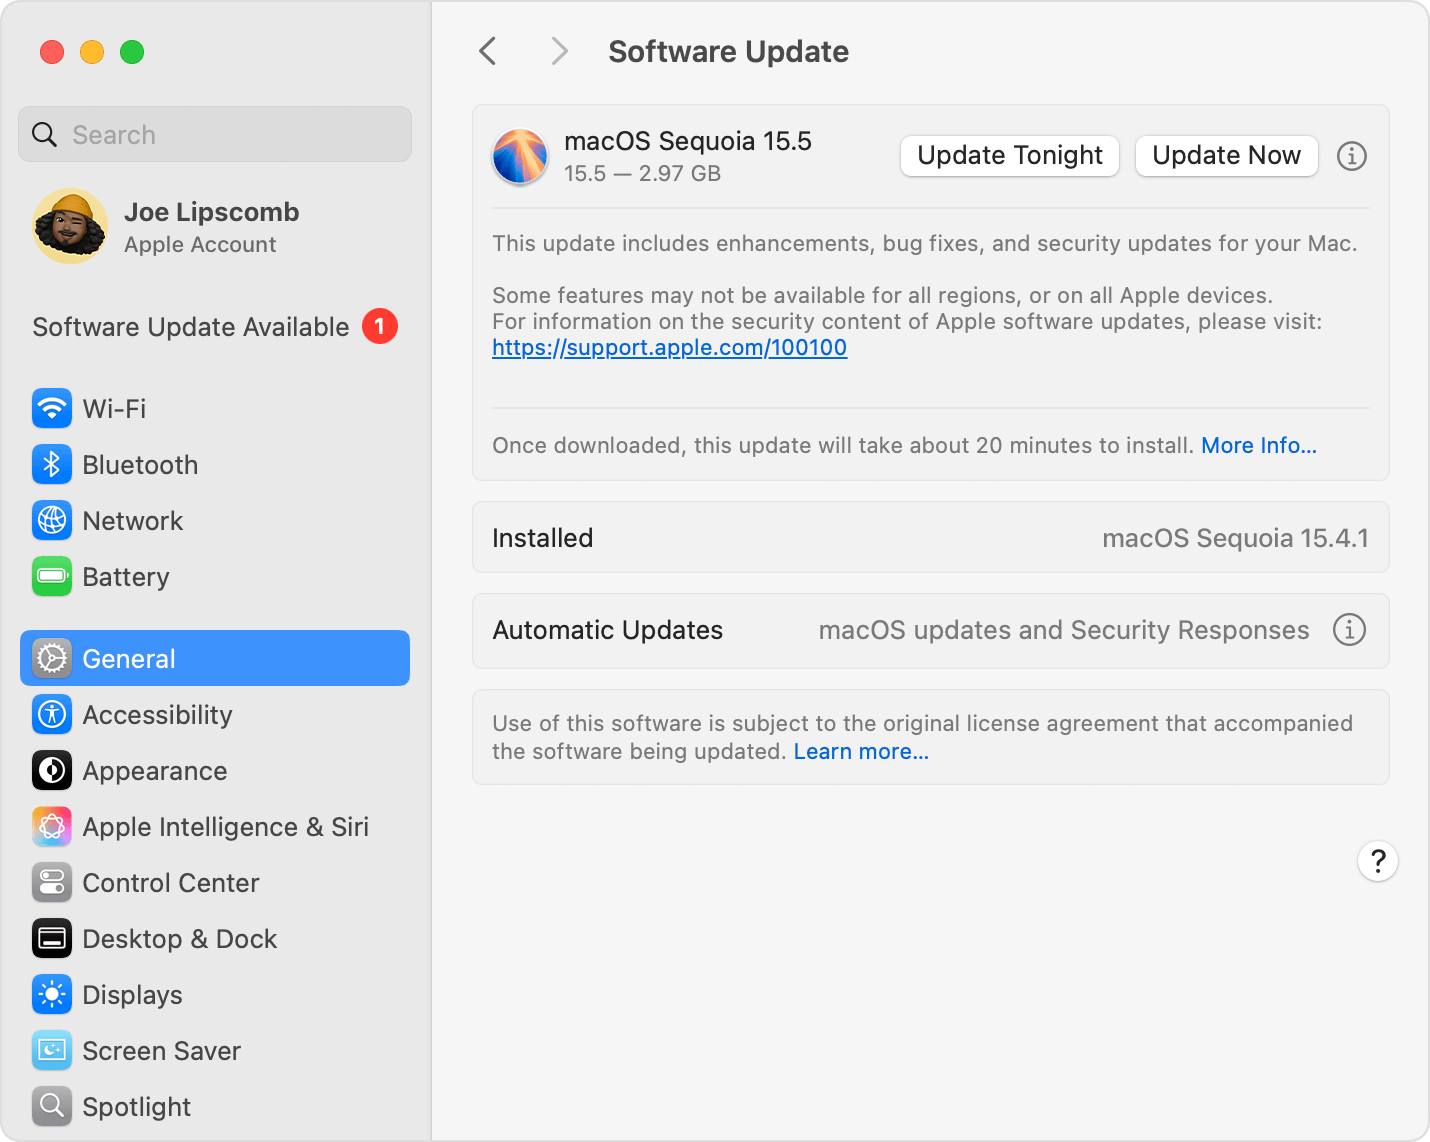 Search
Joe Lipscomb
Apple Account
Software Update Available 1
Wi-Fi
Bluetooth
Network
Battery
General
Accessibility
Appearance
Apple Intelligence & Siri
Control Center
Desktop & Dock
Displays
Screen Saver
Spotlight
Software Update
macOS Sequoia 15.5
15.5 — 2.97 GB
Update Tonight
Update Now
This update includes enhancements, bug fixes, and security updates for your Mac.
Some features may not be available for all regions, or on all Apple devices.
For information on the security content of Apple software updates, please visit:
https://support.apple.com/100100
Once downloaded, this update will take about 20 minutes to install. More Info...
Installed
macOS Sequoia 15.4.1
Automatic Updates
macOS updates and Security Responses
Use of this software is subject to the original license agreement that accompanied
the software being updated. Learn more...
?